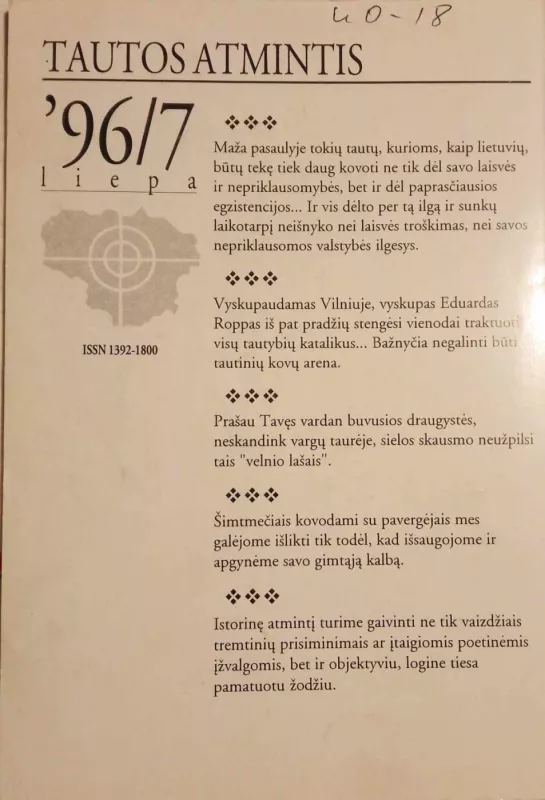 40-18
TAUTOS ATMINTIS
'96/7
liepa
ISSN 1392-1800
Maža pasaulyje tokių tautų, kurioms, kaip lietuvių,
būtų tekę tiek daug kovoti ne tik dėl savo laisvės
ir nepriklausomybės, bet ir dėl paprasčiausios
egzistencijos... Ir vis dėlto per tą ilgą ir sunkų
laikotarpį neišnyko nei laisvės troškimas, nei savos
nepriklausomos valstybės ilgesys.
Vyskupaudamas Vilniuje, vyskupas Eduardas
Roppas iš pat pradžių stengėsi vienodai traktuoti
visų tautybių katalikus... Bažnyčia negalinti būti
tautinių kovų arena.
Prašau Tavęs vardan buvusios draugystės,
neskandink vargų taurėje, sielos skausmo neužpilsi
tais "velnio lašais".
Šimtmečiais kovodami su pavergėjais mes
galėjome išlikti tik todėl, kad išsaugojome ir
apgynėme savo gimtąją kalbą.
Istorinę atmintį turime gaivinti ne tik vaizdžiais
tremtinių prisiminimais ar įtaigiomis poetinėmis
įžvalgomis, bet ir objektyviu, logine tiesa
pamatuotu žodžiu.